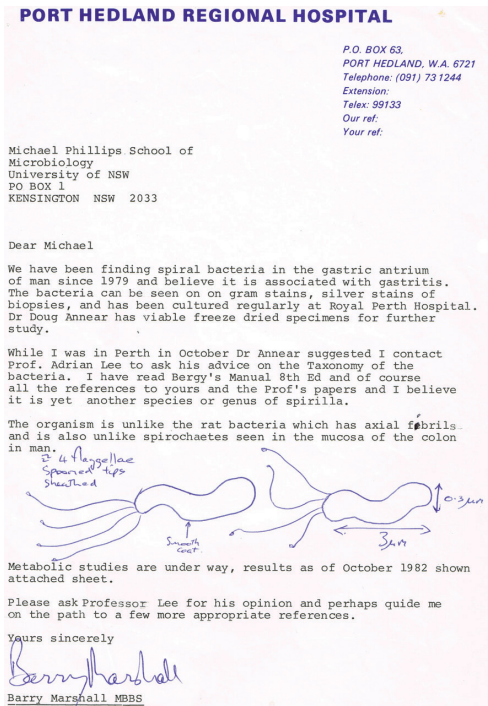 PORT HEDLAND REGIONAL HOSPITAL
P.O. BOX 63,
PORT HEDLAND, W.A. 6721
Telephone: (091) 73 1244
Extension:
Telex: 99133
Our ref:
Your ref:
Michael Phillips School of
Microbiology
University of NSW
PO BOX 1
KENSINGTON NSW 2033
Dear Michael
We have been finding spiral bacteria in the gastric antrium
of man since 1979 and believe it is associated with gastritis.
The bacteria can be seen on on gram stains, silver stains of
biopsies, and has been cultured regularly at Royal Perth Hospital.
Dr Doug Annear has viable freeze dried specimens for further
study.
While I was in Perth in October Dr Annear suggested I contact
Prof. Adrian Lee to ask his advice on the Taxonomy of the
bacteria. I have read Bergy's Manual 8th Ed and of course
all the references to yours and the Prof's papers and I believe
it is yet another species or genus of spirilla.
The organism is unlike the rat bacteria which has axial fibrils
and is also unlike spirochaetes seen in the mucosa of the colon
in man.
4 flaggellae
Spooned tips
Sheathed
Smooth
Coat.
0.3 µm
3µm
Metabolic studies are under way, results as of October 1982 shown
attached sheet.
Please ask Professor Lee for his opinion and perhaps quide me
on the path to a few more appropriate references.
Yours sincerely
Barry Marshall
Barry Marshall MBBS